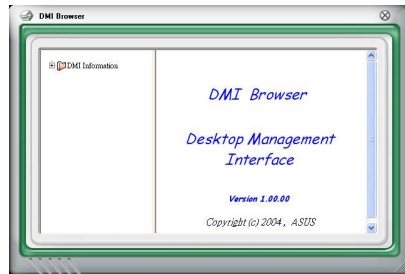 DMI Browser
DMI Information
DMI Browser
Desktop Management
Interface
Version 1.00.00
Copyright (c) 2004, ASUS